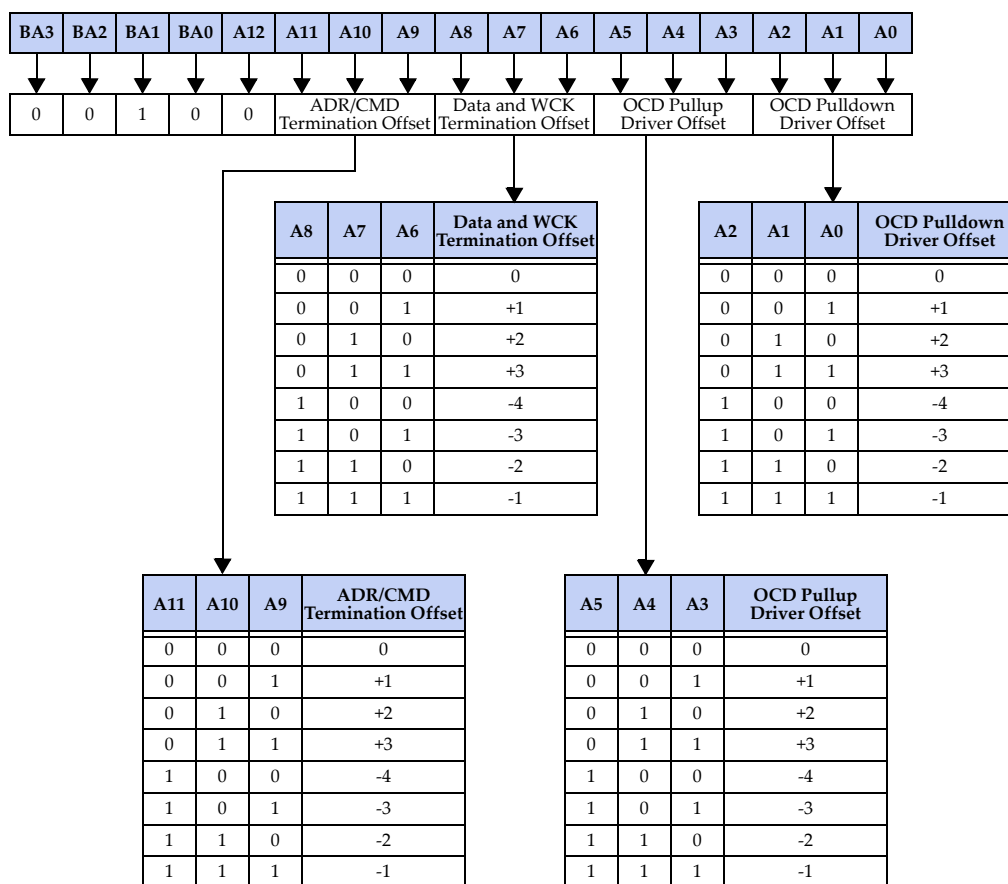 BA3 BA2 BA1 BA0 A12 A11 A10 A9 A8 A7 A6 A5 A4 A3 A2 A1 A0
0 0 1 0 0 ADR/CMD Termination Offset Data and WCK Termination Offset OCD Pullup Driver Offset OCD Pulldown Driver Offset
A8 A7 A6 Data and WCK Termination Offset
0 0 0 0
0 0 1 +1
0 1 0 +2
0 1 1 +3
1 0 0 -4
1 0 1 -3
1 1 0 -2
1 1 1 -1
A2 A1 A0 OCD Pulldown Driver Offset
0 0 0 0
0 0 1 +1
0 1 0 +2
0 1 1 +3
1 0 0 -4
1 0 1 -3
1 1 0 -2
1 1 1 -1
A11 A10 A9 ADR/CMD Termination Offset
0 0 0 0
0 0 1 +1
0 1 0 +2
0 1 1 +3
1 0 0 -4
1 0 1 -3
1 1 0 -2
1 1 1 -1
A5 A4 A3 OCD Pullup Driver Offset
0 0 0 0
0 0 1 +1
0 1 0 +2
0 1 1 +3
1 0 0 -4
1 0 1 -3
1 1 0 -2
1 1 1 -1